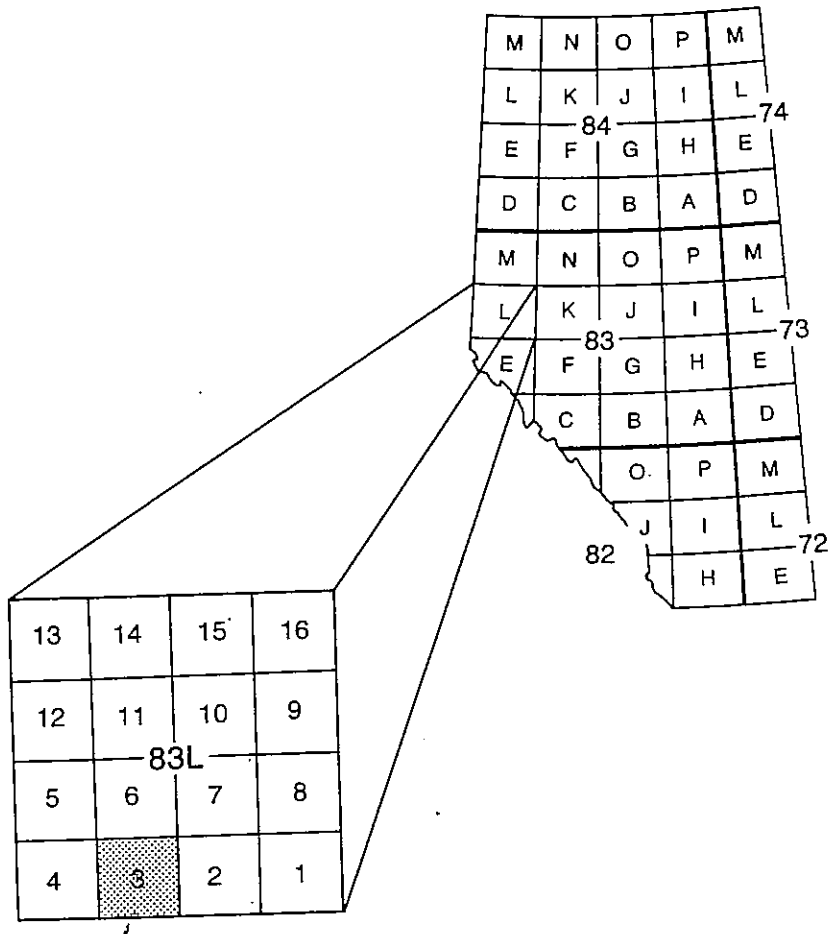 M N O P M
L K J I L
84 74
E F G H E
D C B A D
M N O P M
L K J I L
83 73
E F G H E
C B A D
O P M
J I L
82 72
H E
13 14 15 16
12 11 10 9
83L
5 6 7 8
4 3 2 1